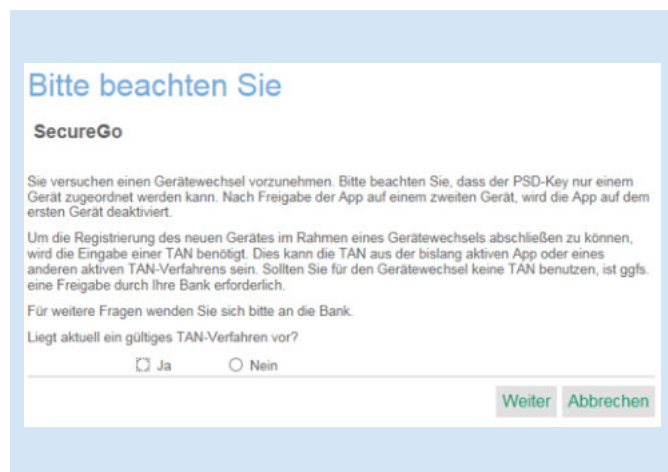 Bitte beachten Sie
SecureGo
Sie versuchen einen Gerätewechsel vorzunehmen. Bitte beachten Sie, dass der PSD-Key nur einem
Gerät zugeordnet werden kann. Nach Freigabe der App auf einem zweiten Gerät, wird die App auf dem
ersten Gerät deaktiviert.
Um die Registrierung des neuen Gerätes im Rahmen eines Gerätewechsels abschließen zu können,
wird die Eingabe einer TAN benötigt. Dies kann die TAN aus der bislang aktiven App oder eines
anderen aktiven TAN-Verfahrens sein. Sollten Sie für den Gerätewechsel keine TAN benutzen, ist ggfs.
eine Freigabe durch Ihre Bank erforderlich.
Für weitere Fragen wenden Sie sich bitte an die Bank.
Liegt aktuell ein gültiges TAN-Verfahren vor?
Ja Nein
Weiter Abbrechen